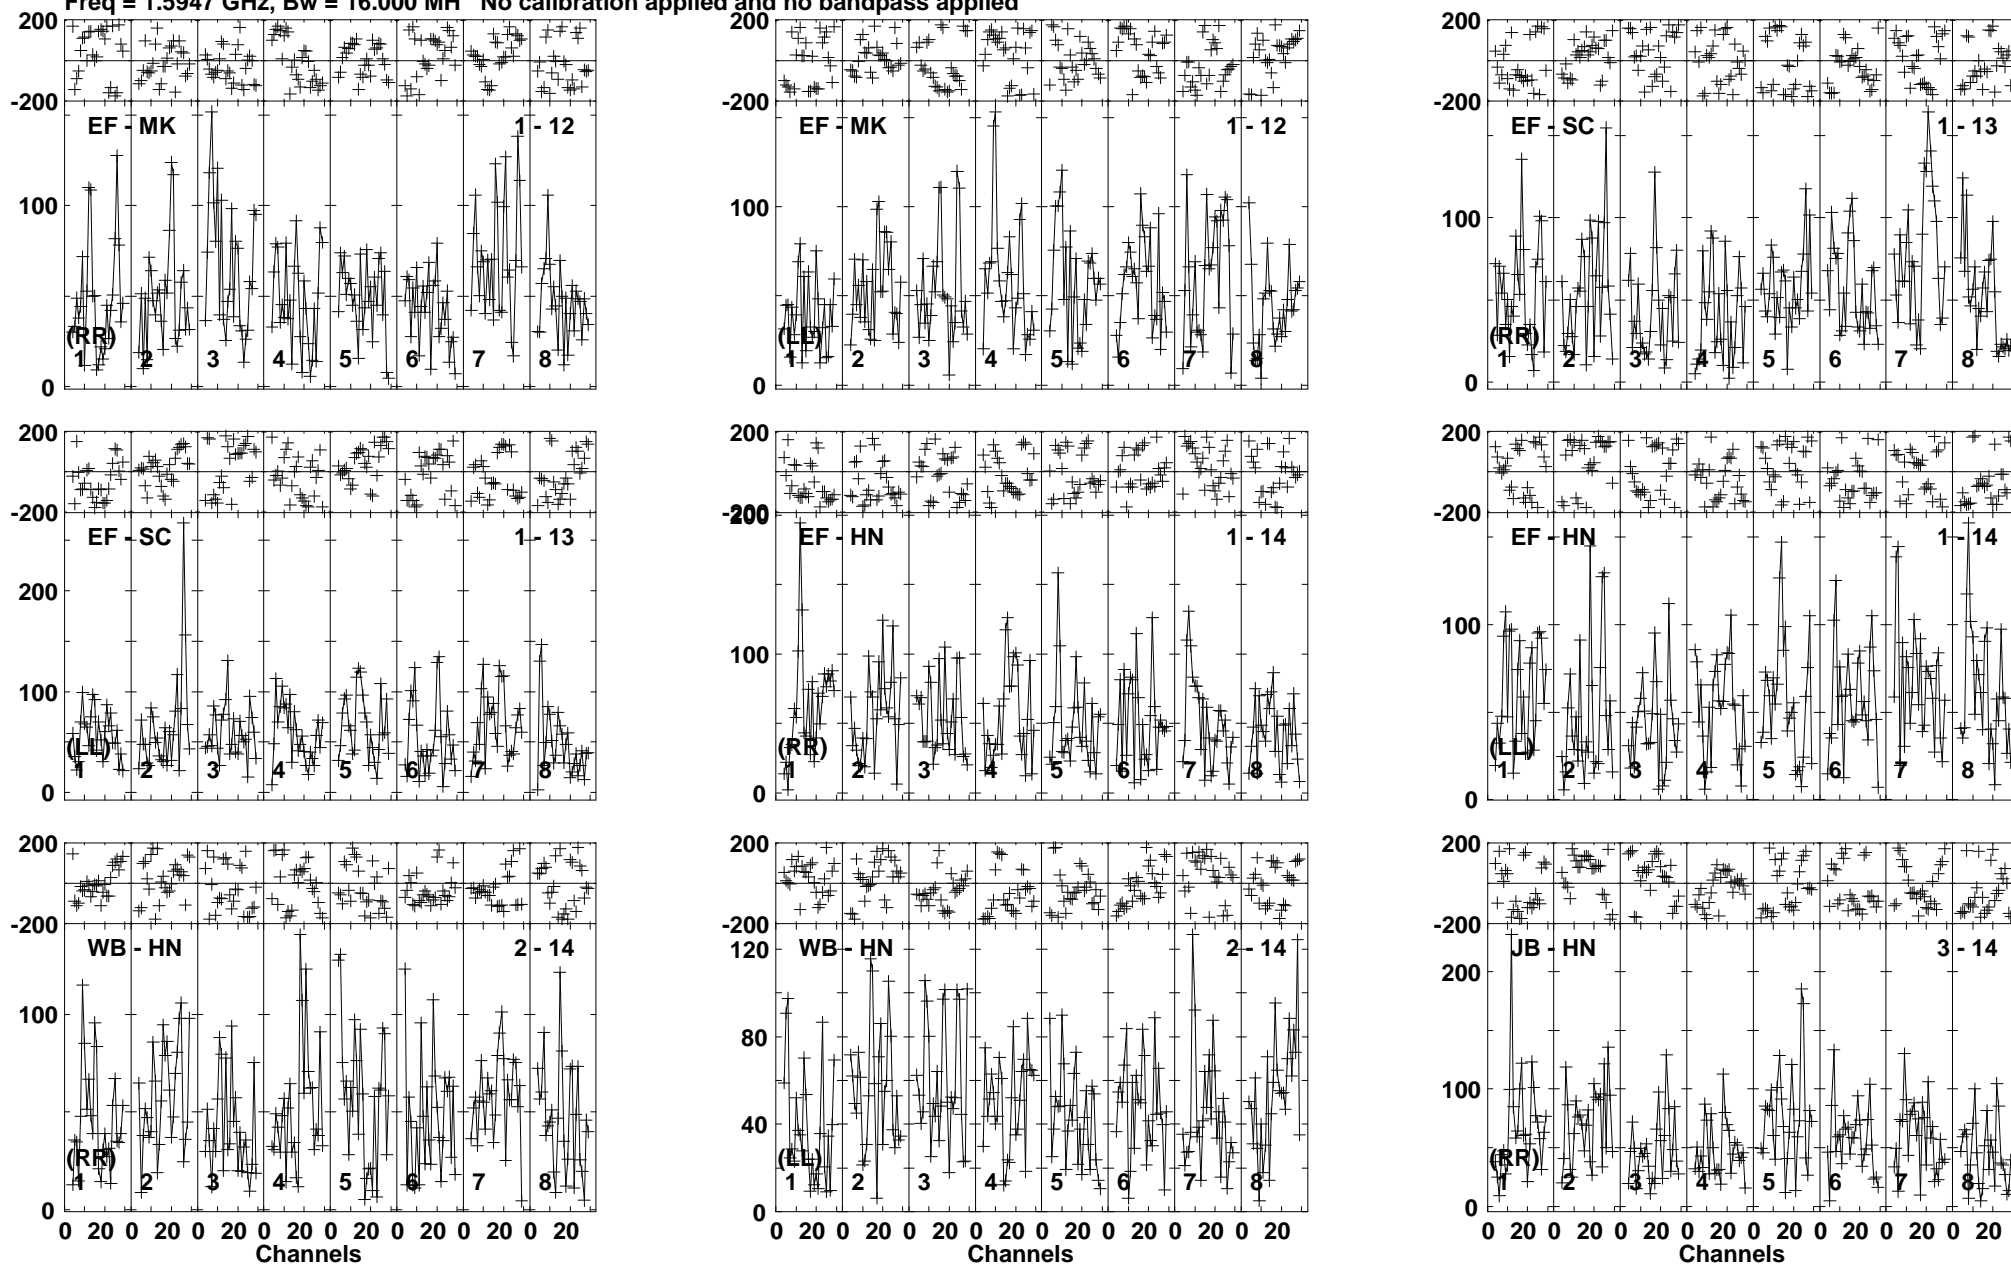 Freq = 1.5947 GHz, Bw = 16.000 MH No calibration applied and no bandpass applied
200 200 200
-200 -200 -200
EF - MK 1 - 12 EF - MK 1 - 12 EF - SC 1 - 13
100 100 100
(RR) (LL) (RR)
1 2 3 4 5 6 7 8 1 2 3 4 5 6 7 8 1 2 3 4 5 6 7 8
0 0 0
200 200 200
-200 -200 -200
200
EF - SC 1 - 13 EF - HN 1 - 14 EF - HN 1 - 14
200
100 100 100
(LL) (RR) (LL)
1 2 3 4 5 6 7 8 1 2 3 4 5 6 7 8 1 2 3 4 5 6 7 8
0 0 0
200 200 200
-200 -200 -200
WB - HN 2 - 14 WB - HN 2 - 14 JB - HN 3 - 14
120 200
100 80 100
40
(RR) (LL) (RR)
1 2 3 4 5 6 7 8 1 2 3 4 5 6 7 8 1 2 3 4 5 6 7 8
0 0 0
0 20 0 20 0 20 0 20 0 20 0 20 0 20 0 20 0 20 0 20 0 20 0 20 0 20 0 20 0 20 0 20 0 20 0 20 0 20 0 20 0 20 0 20 0 20 0 20
Channels Channels Channels